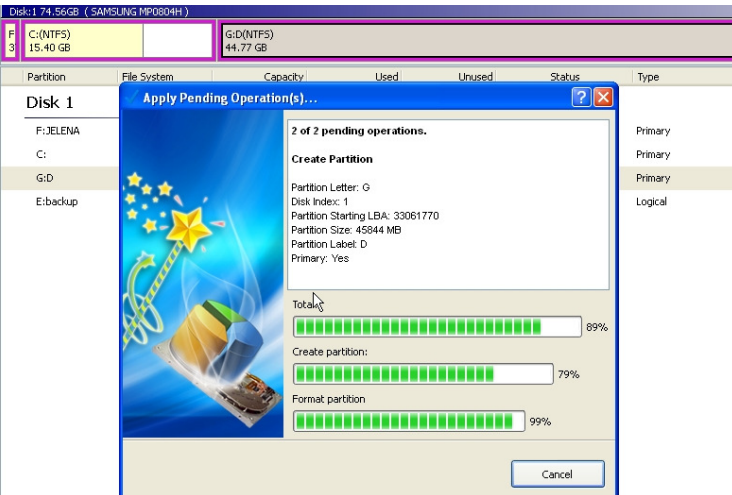 Disk:1 74.56GB ( SAMSUNG MP0804H )
F
C:(NTFS)
G:D(NTFS)
3
15.40 GB
44.77 GB
Partition File System Capacity Used Unused Status Type
Disk 1
Apply Pending Operation(s)...
2 of 2 pending operations.
Create Partition
Partition Letter: G
Disk Index: 1
Partition Starting LBA: 33061770
Partition Size: 45844 MB
Partition Label: D
Primary: Yes
F:JELENA Primary
C: Primary
G:D Primary
E:backup Logical
89%
Create partition:
79%
Format partition
99%
Cancel